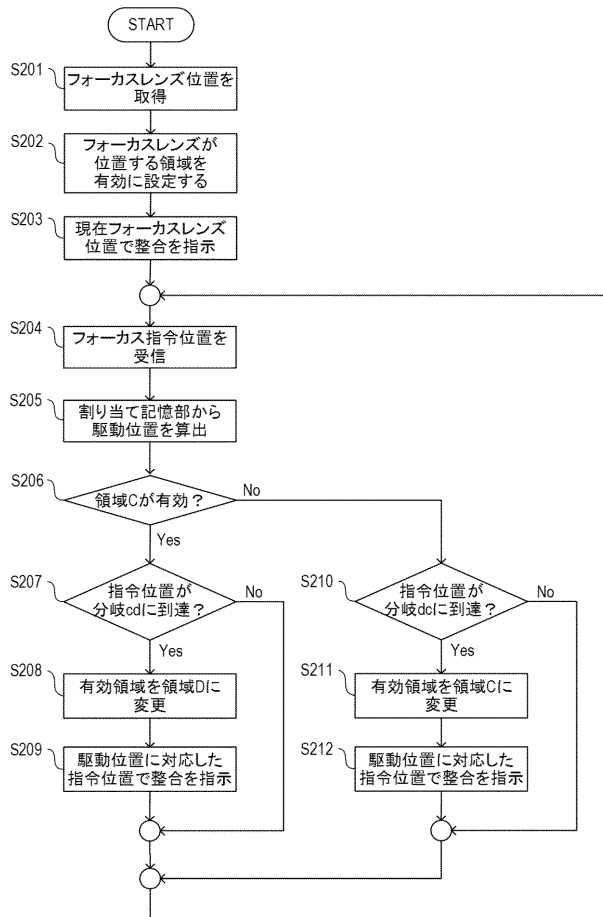 START
S201
フォーカスレンズ位置を
取得
S202
フォーカスレンズが
位置する領域を
有効に設定する
S203
現在フォーカスレンズ
位置で整合を指示
S204
フォーカス指令位置を
受信
S205
割り当て記憶部から
駆動位置を算出
S206
領域Cが有効？
No
Yes
S207
指令位置が
分岐cdに到達？
No
Yes
S208
有効領域を領域Dに
変更
S209
駆動位置に対応した
指令位置で整合を指示
S210
指令位置が
分岐dcに到達？
No
Yes
S211
有効領域を領域Cに
変更
S212
駆動位置に対応した
指令位置で整合を指示